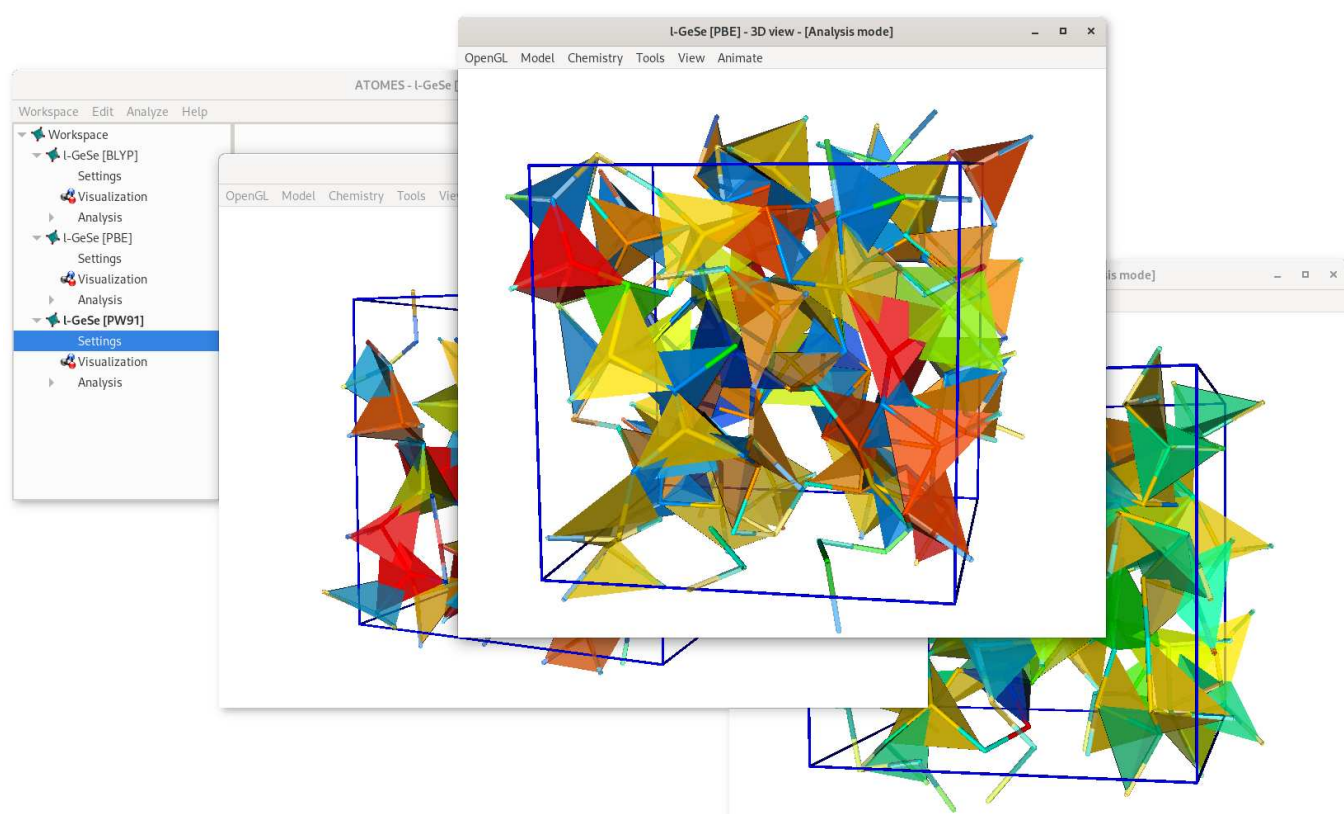 l-GeSe [PBE] - 3D view - [Analysis mode]
OpenGL Model Chemistry Tools View Animate
ATOMES - l-GeSe [
Workspace Edit Analyze Help
Workspace
l-GeSe [BLYP]
Settings
Visualization
Analysis
l-GeSe [PBE]
Settings
Visualization
Analysis
l-GeSe [PW91]
Settings
Visualization
Analysis
OpenGL Model Chemistry Tools
mode]